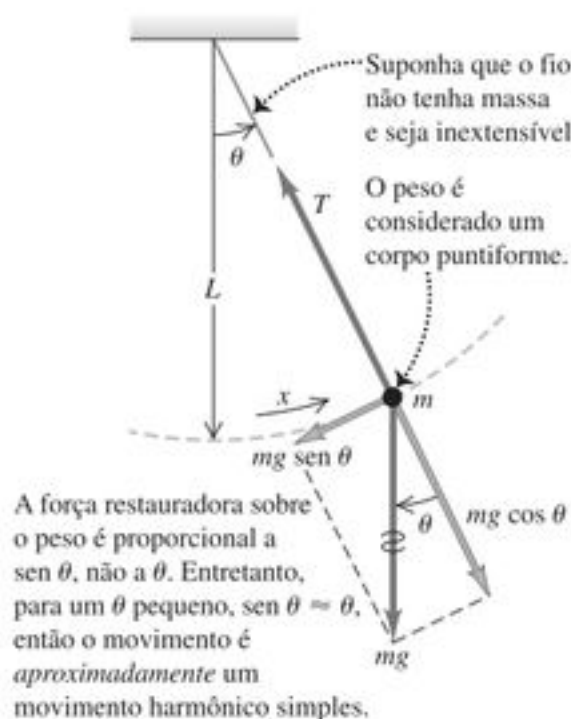 Suponha que o fio
não tenha massa
e seja inextensível
θ
T
O peso é
considerado um
corpo puntiforme.
L
x
m
mg sen θ
mg cos θ
θ
mg
A força restauradora sobre
o peso é proporcional a
sen θ, não a θ. Entretanto,
para um θ pequeno, sen θ ≈ θ,
então o movimento é
aproximadamente um
movimento harmônico simples.